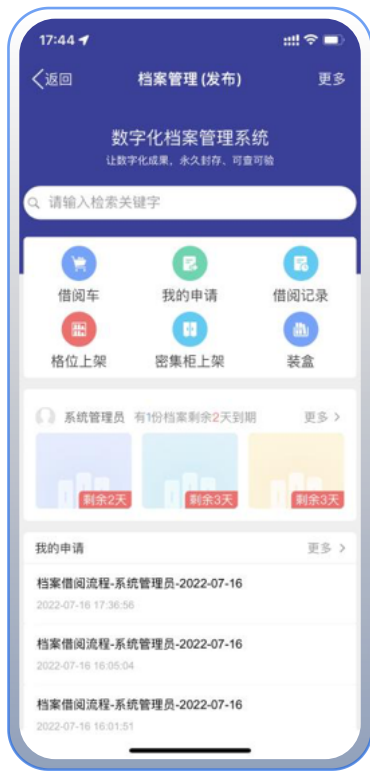 17:44
返回 档案管理 (发布) 更多
数字化档案管理系统
让数字化成果，永久封存、可查可验
请输入检索关键字
借阅车 我的申请 借阅记录
格位上架 密集柜上架 装盒
系统管理员 有1份档案剩余2天到期 更多
剩余2天 剩余3天 剩余3天
我的申请 更多
档案借阅流程-系统管理员-2022-07-16
2022-07-16 17:36:56
档案借阅流程-系统管理员-2022-07-16
2022-07-16 16:05:04
档案借阅流程-系统管理员-2022-07-16
2022-07-16 16:01:51